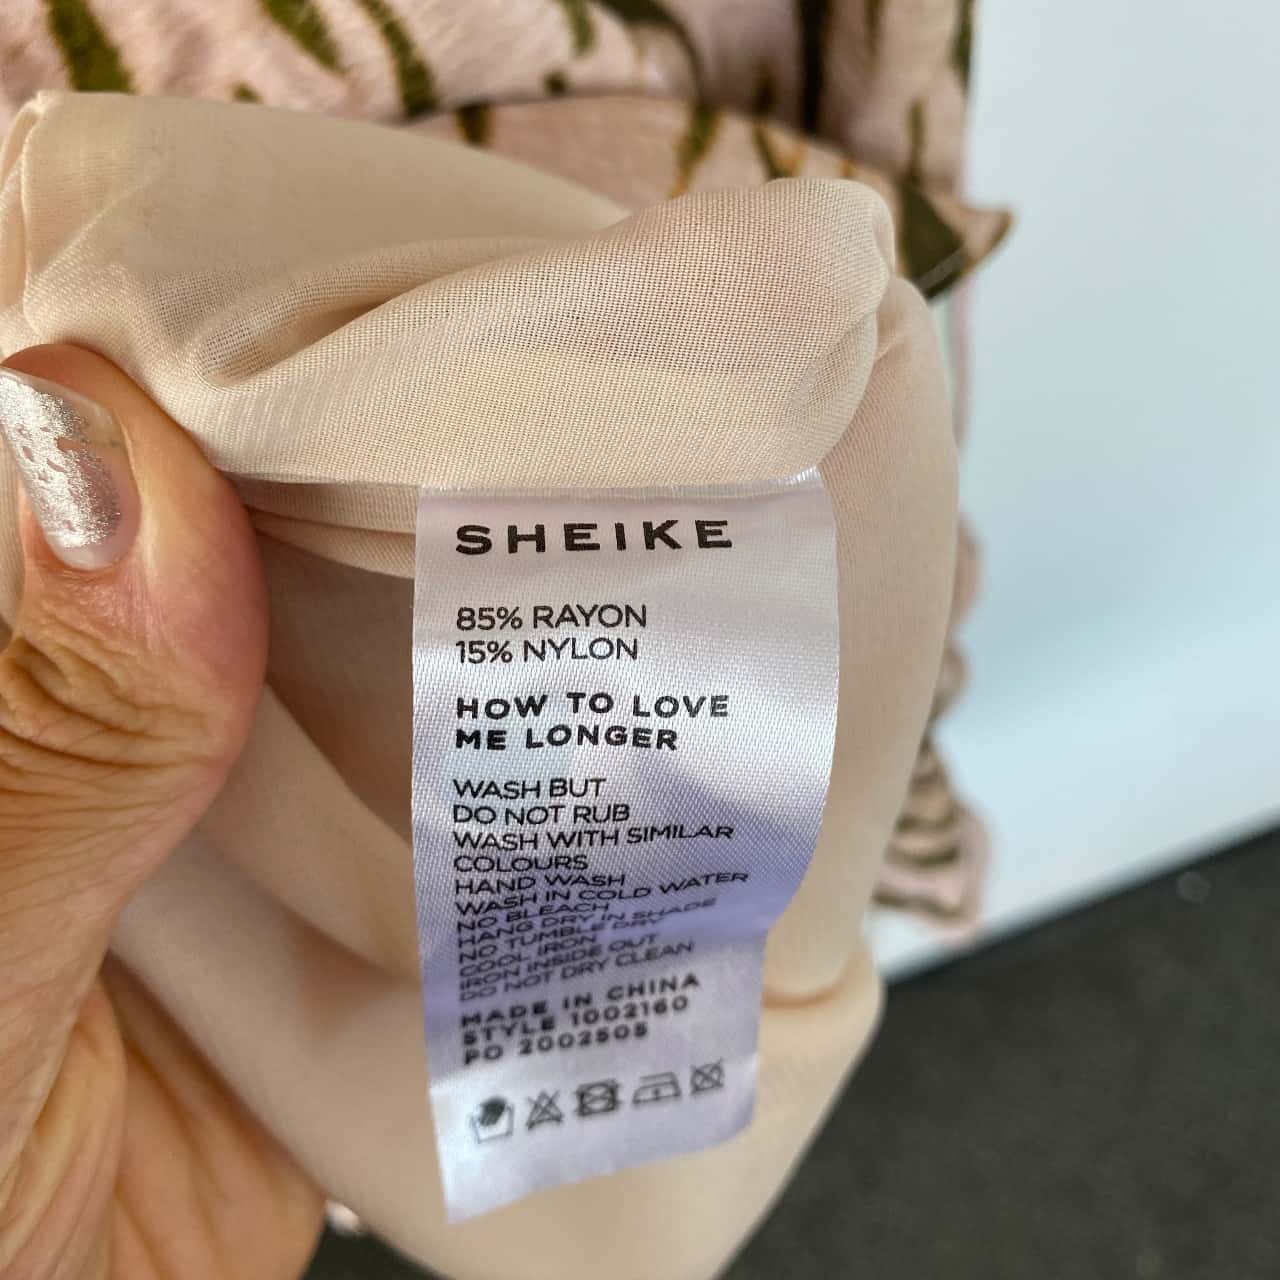 SHEIKE
85% RAYON
15% NYLON
HOW TO LOVE
ME LONGER
WASH BUT
DO NOT RUB
WASH WITH SIMILAR
COLOURS
HAND WASH
WASH IN COLD WATER
NO BLEACH
HANG DRY IN SHADE
NO TUMBLE DRY
COOL IRON
IRON INSIDE OUT
DO NOT DRY CLEAN
MADE IN CHINA
STYLE 1002160
PO 2002505